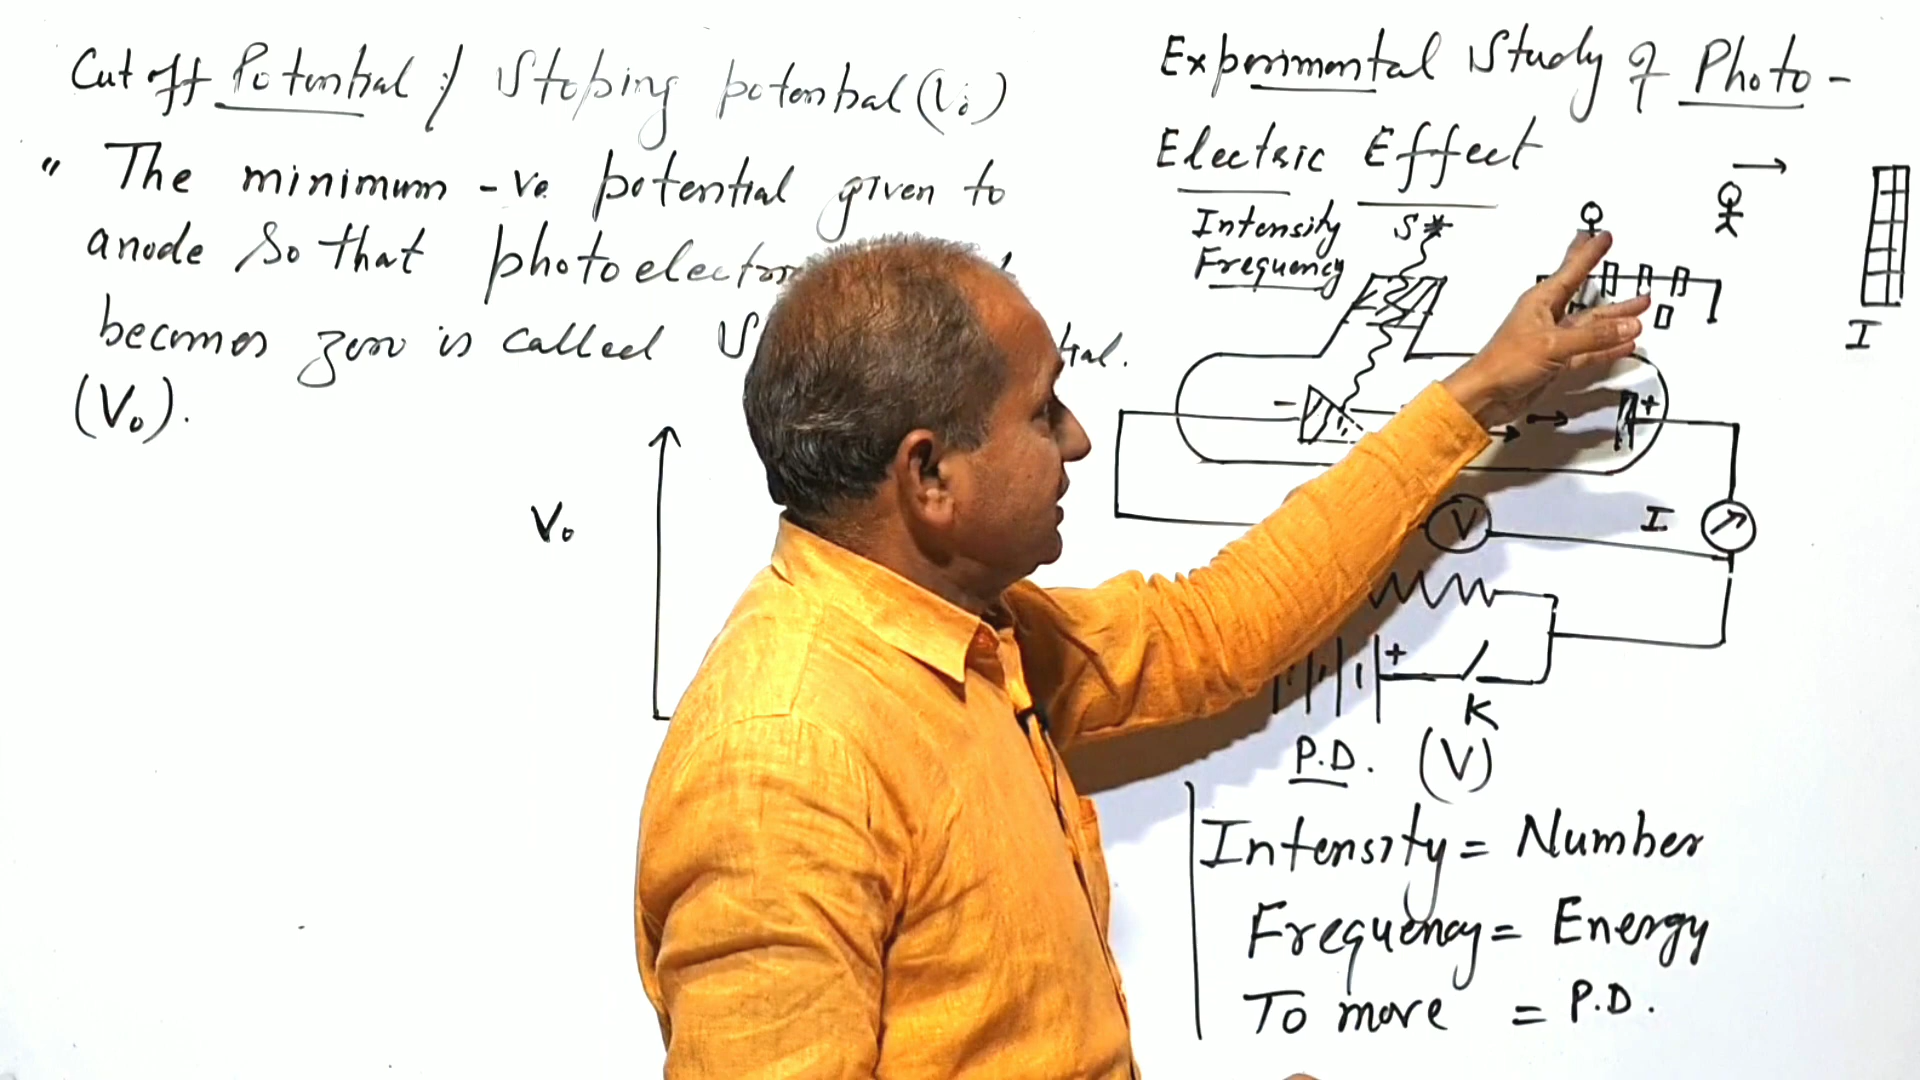 Cut off Potential / Stoping potential (V₀)
" The minimum -ve potential given to
anode So that photoelectric
becomes zero is called
(V₀).
V₀
Experimental Study of Photo-
Electric Effect
Intensity
Frequency
S*
I
-
+
V
I
+
K
P.D. (V)
Intensity = Number
Frequency = Energy
To move = P.D.